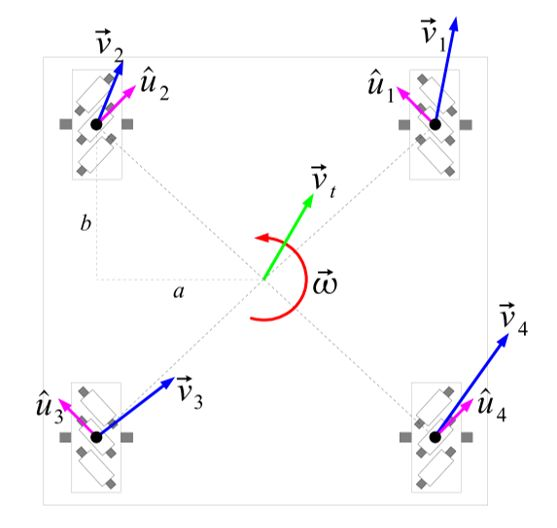 v⃗₁
v⃗₂
û₂
û₁
v⃗ₜ
b
a
ω⃗
v⃗₄
v⃗₃
û₃
û₄